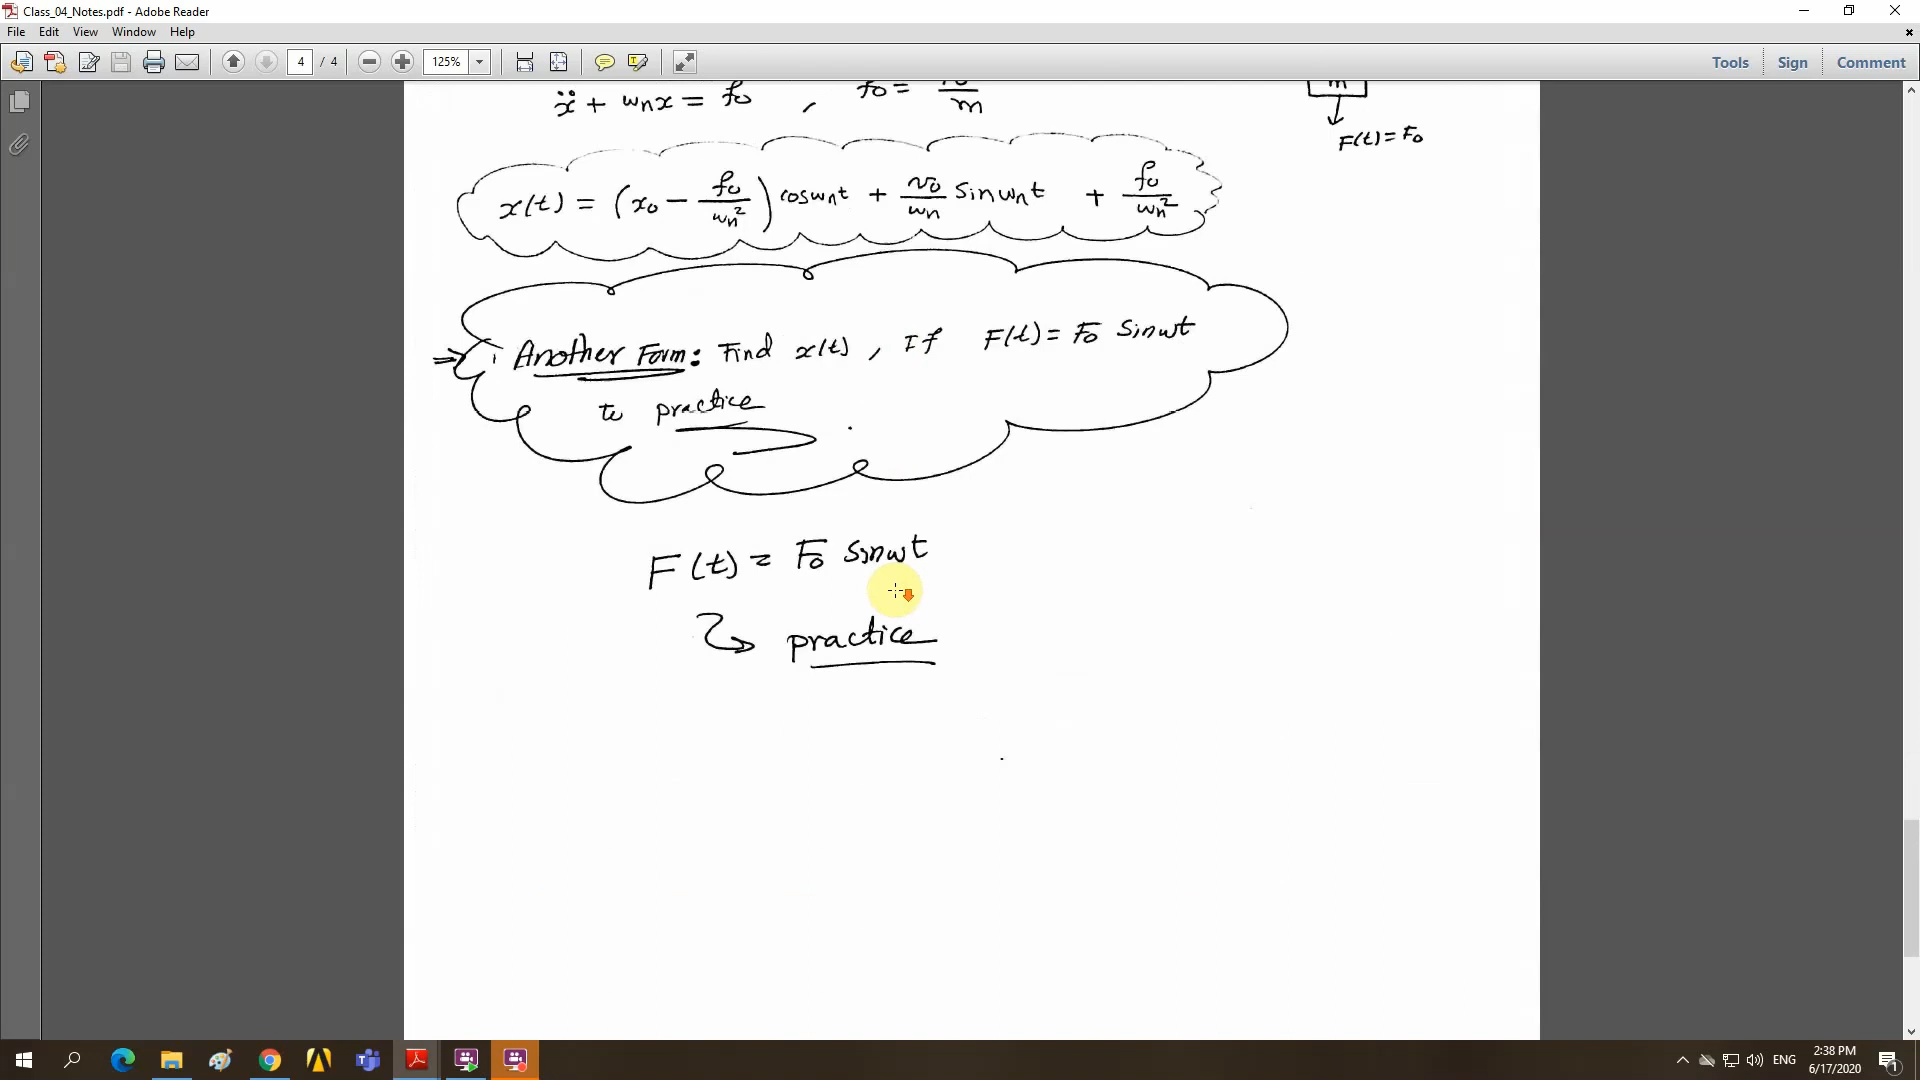 Class_04_Notes.pdf - Adobe Reader
File Edit View Window Help
4 / 4 125% Tools Sign Comment
ẍ + ωₙx = f₀ , f₀ = /m
m
F(t) = F₀
x(t) = (x₀ - f₀/ωₙ²) cosωₙt + v₀/ωₙ sinωₙt + f₀/ωₙ²
⇒ Another Form: Find x(t), If F(t) = F₀ sinωt
to practice
F(t) = F₀ sinωt
practice
ENG 2:38 PM
6/17/2020
1